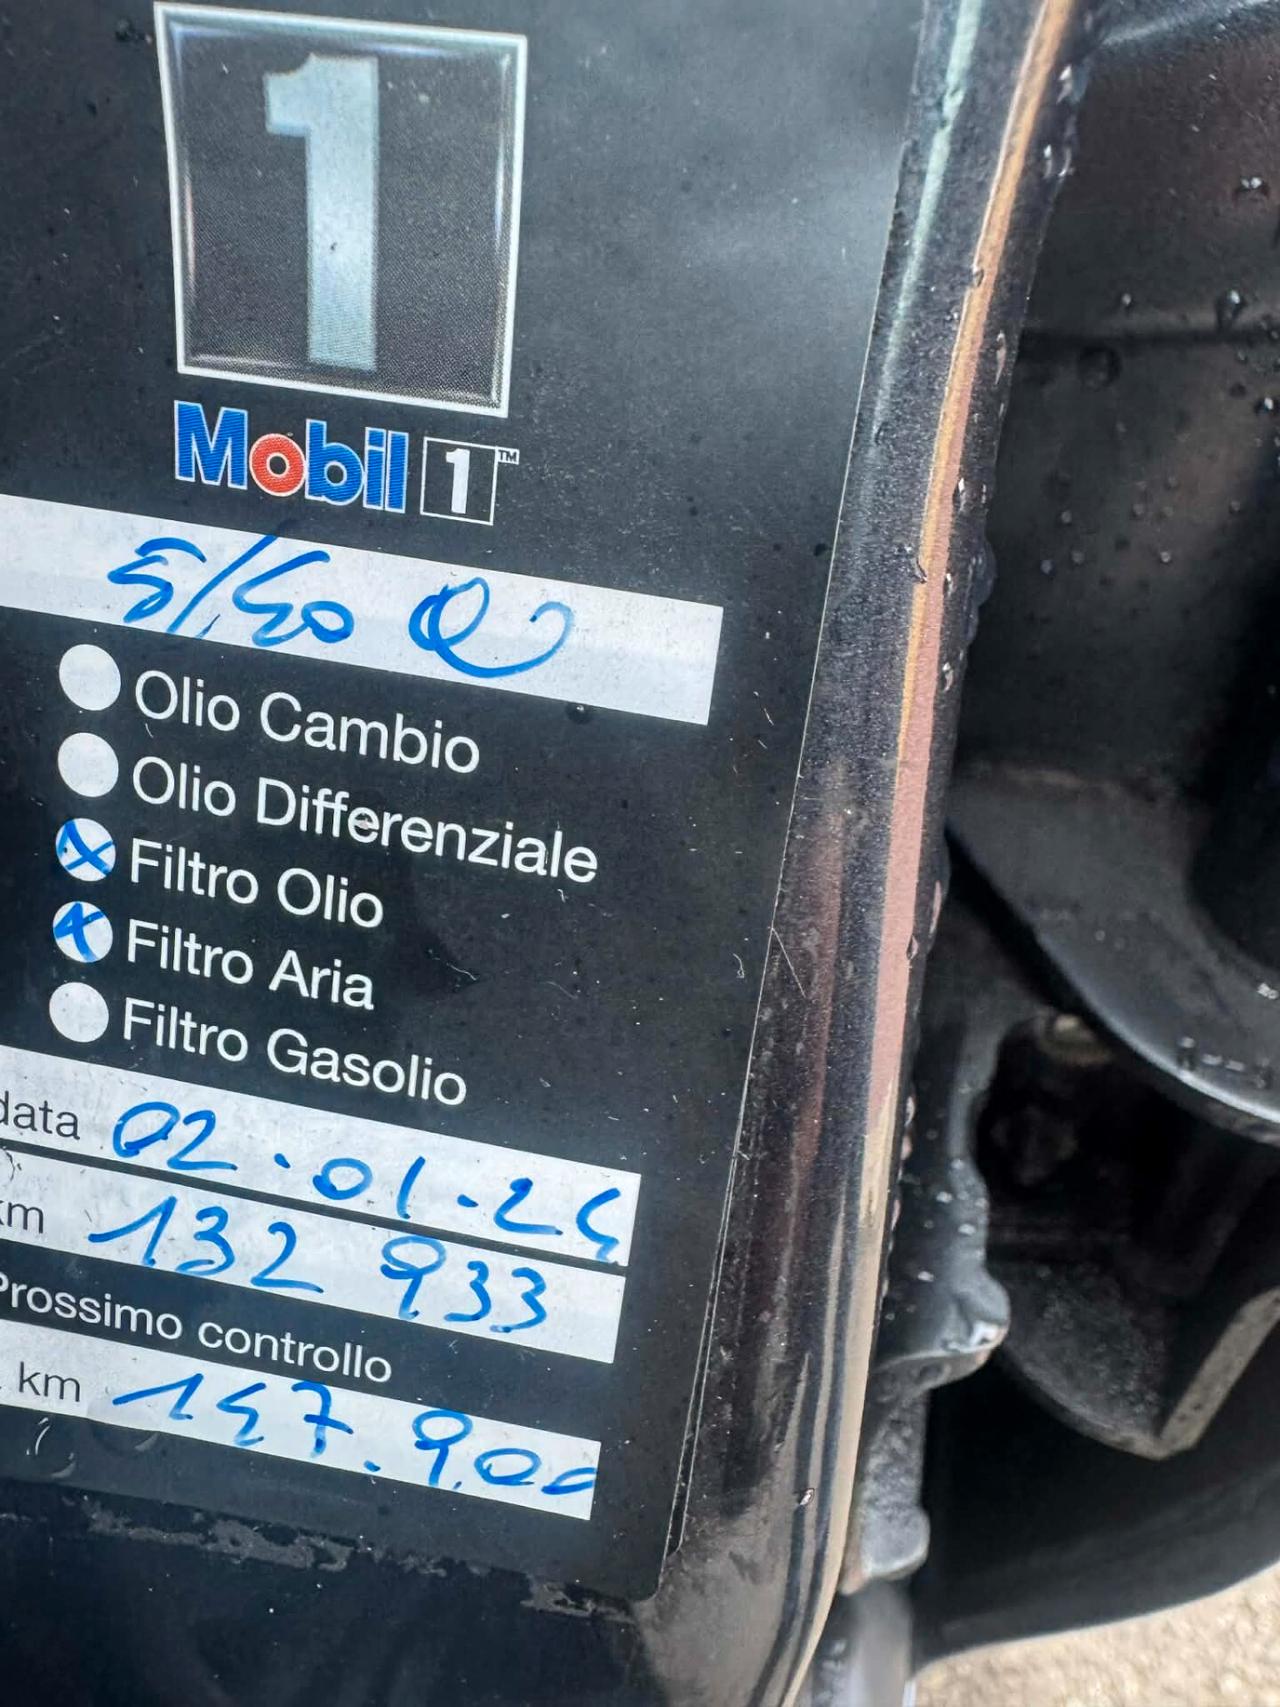 1
Mobil 1™
5/40
Olio Cambio
Olio Differenziale
Filtro Olio
Filtro Aria
Filtro Gasolio
data 02.01.24
km 132 933
Prossimo controllo
km 147.900